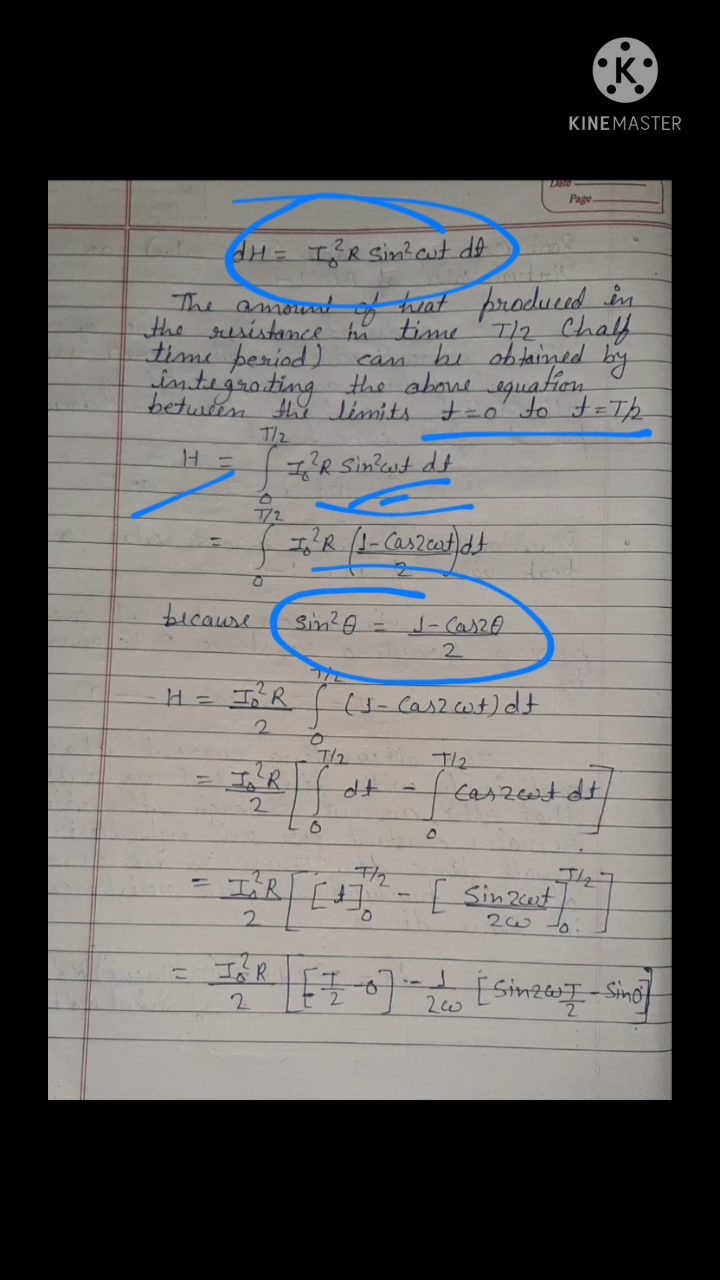 K
KINEMASTER
Date
Page
dH = I₀²R sin²ωt dt
The amount of heat produced in
the resistance in time T/2 (half
time period) can be obtained by
integrating the above equation
between the limits t=0 to t=T/2
H = ∫₀^{T/2} I₀²R sin²ωt dt
= ∫₀^{T/2} I₀²R (1-Cos2ωt)/2 dt
because sin²θ = (1-Cos2θ)/2
H = I₀²R/2 ∫₀^{T/2} (1-Cos2ωt) dt
= I₀²R/2 [∫₀^{T/2} dt - ∫₀^{T/2} Cos2ωt dt]
= I₀²R/2 [[t]₀^{T/2} - [Sin2ωt/2ω]₀^{T/2}]
= I₀²R/2 [[T/2 - 0] - 1/2ω [Sin2ωT/2 - Sin0]